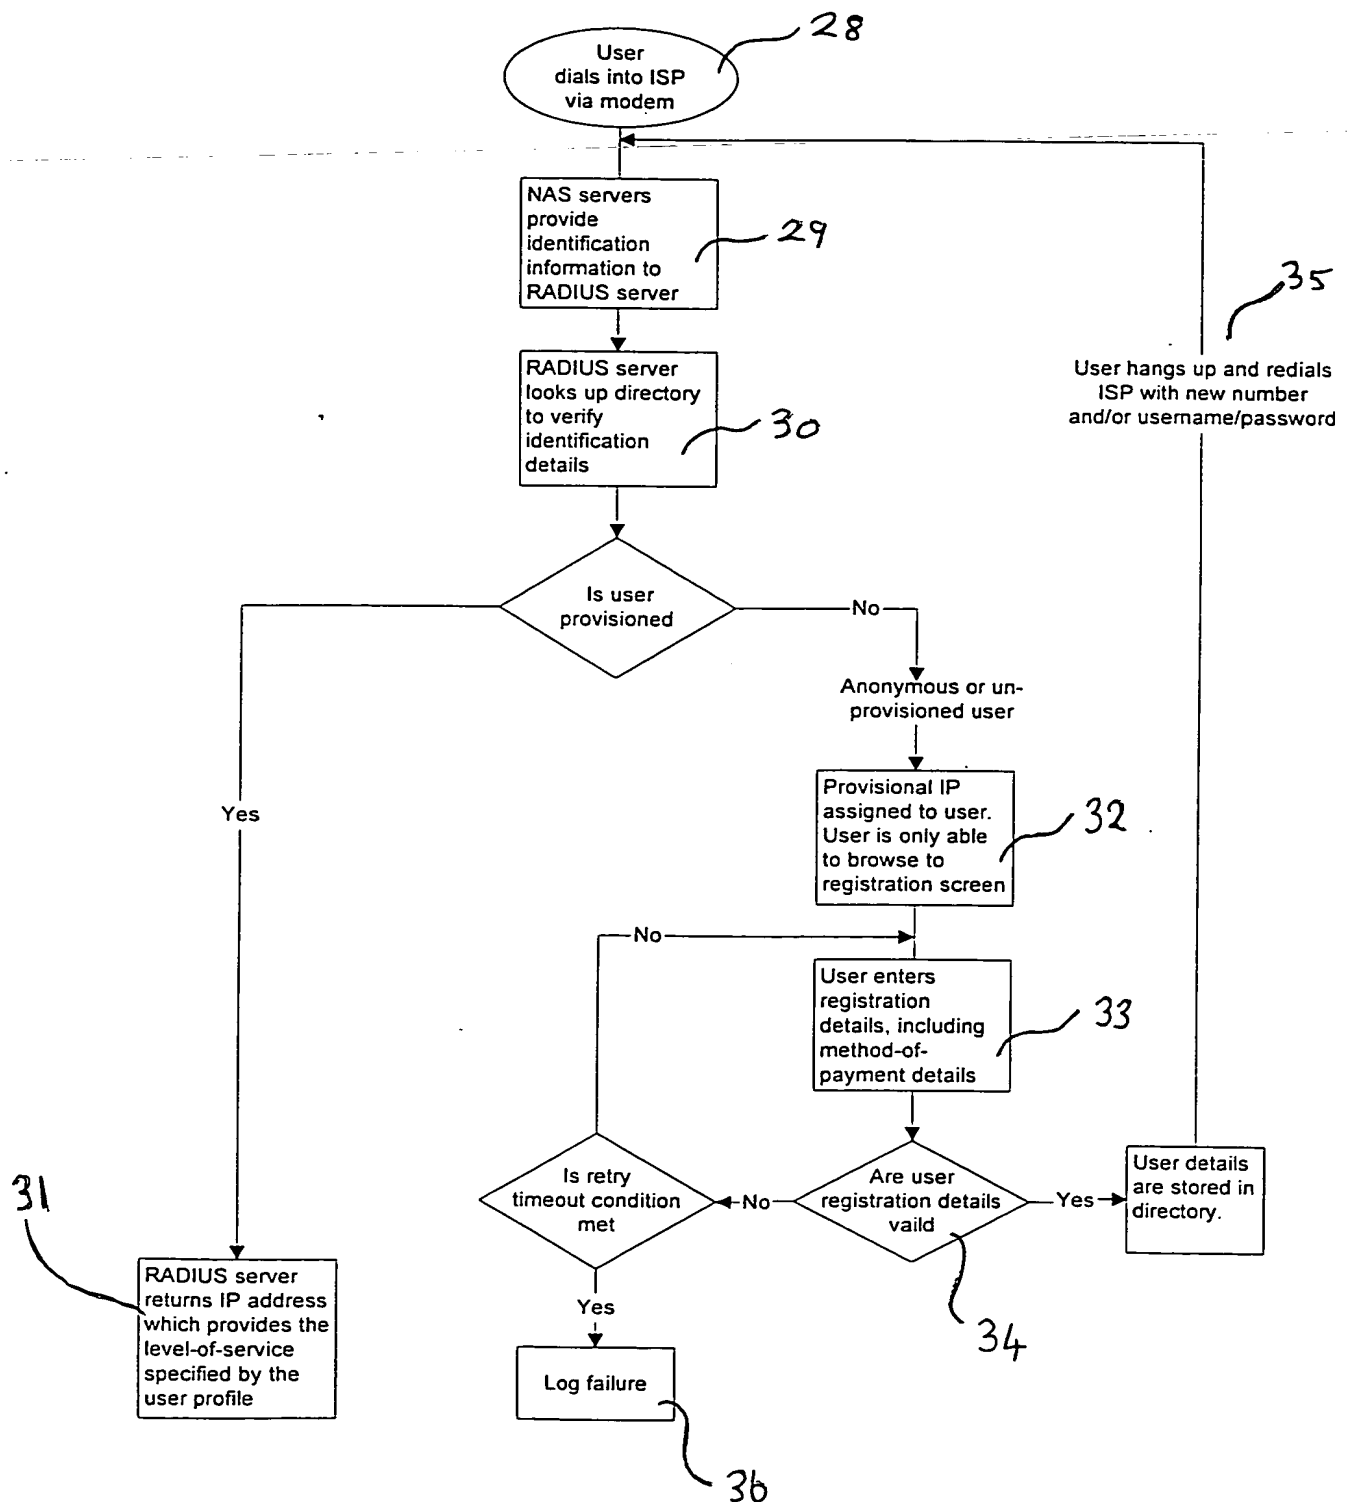 28
User
dials into ISP
via modem
NAS servers
provide
identification
information to
RADIUS server
29
35
RADIUS server
looks up directory
to verify
identification
details
30
User hangs up and redials
ISP with new number
and/or username/password
Is user
provisioned
No
Anonymous or un-
provisioned user
Yes
Provisional IP
assigned to user.
User is only able
to browse to
registration screen
32
No
User enters
registration
details, including
method-of-
payment details
33
Is retry
timeout condition
met
No
Are user
registration details
vaild
Yes
User details
are stored in
directory.
31
34
RADIUS server
returns IP address
which provides the
level-of-service
specified by the
user profile
Yes
Log failure
36